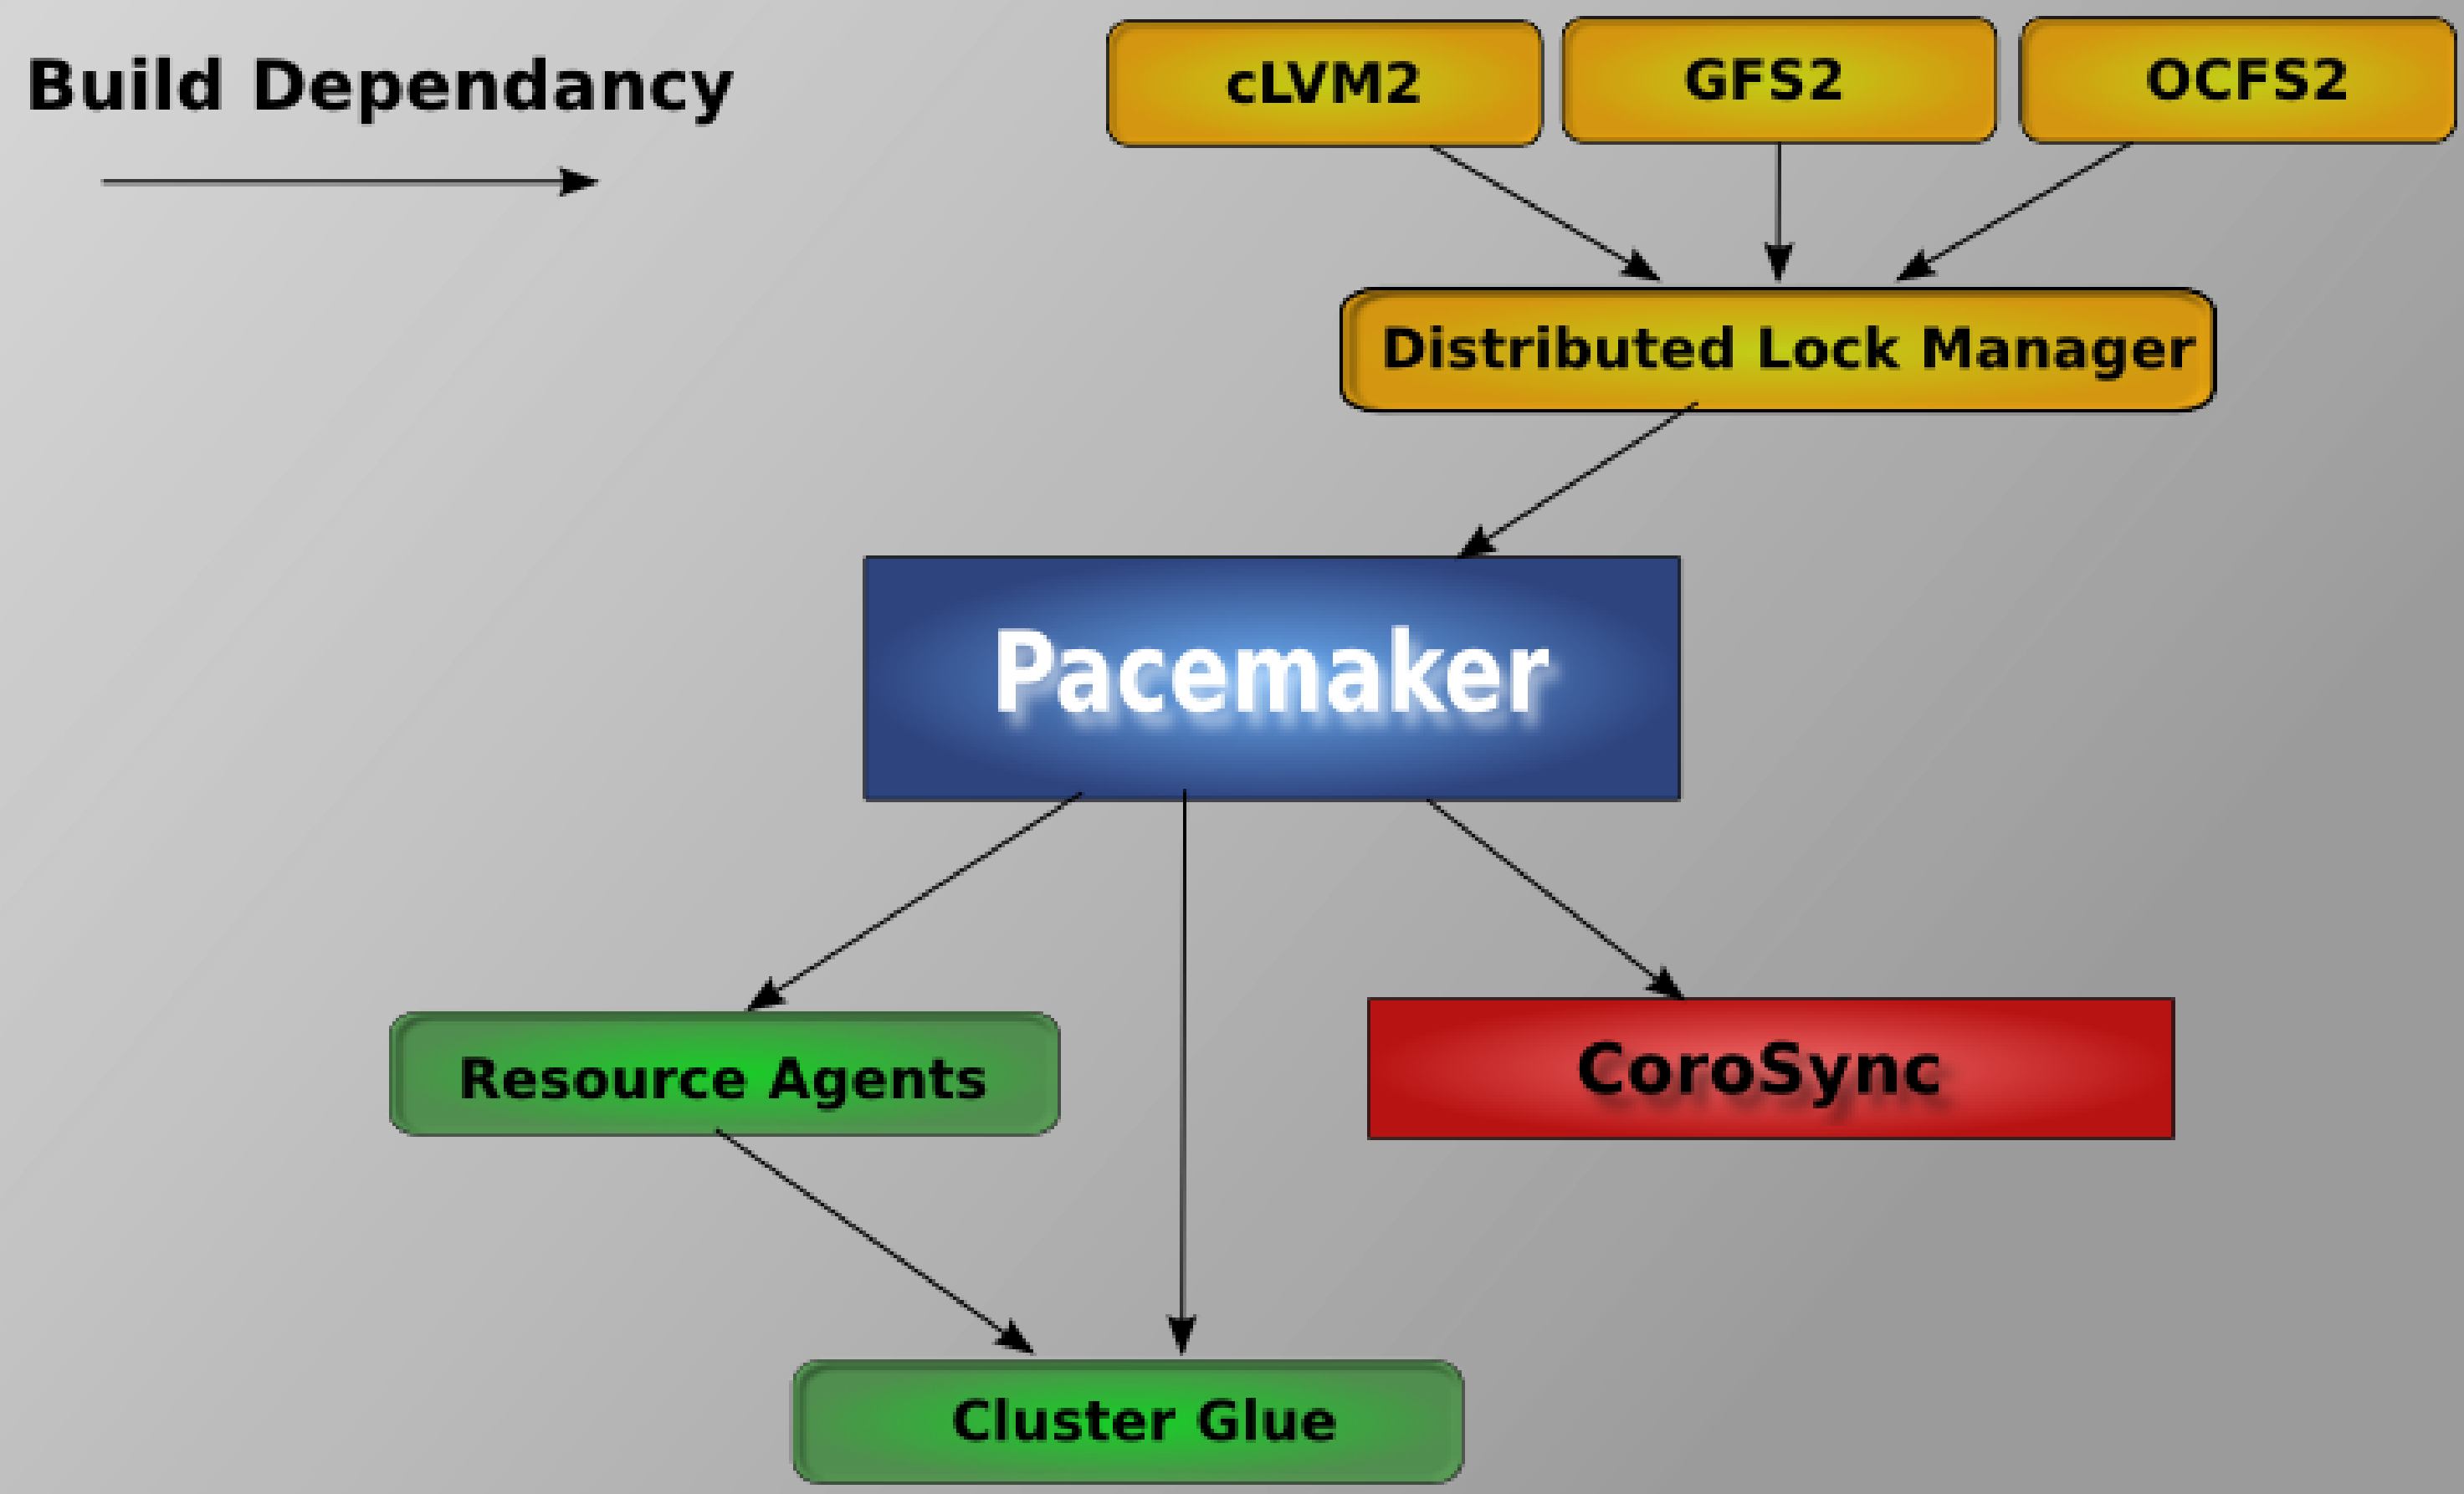 Build Dependancy
cLVM2
GFS2
OCFS2
Distributed Lock Manager
Pacemaker
Resource Agents
CoroSync
Cluster Glue